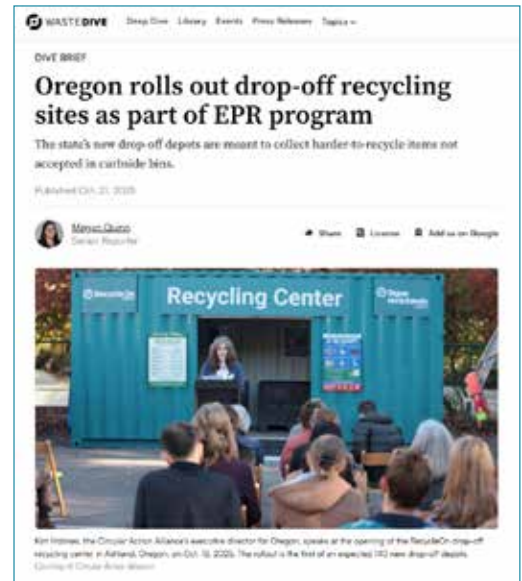 WASTEDIVE Deep Dive Library Events Press Releases Topics
DIVE BRIEF
Oregon rolls out drop-off recycling
sites as part of EPR program
The state's new drop-off depots are meant to collect harder-to-recycle items not
accepted in curbside bins.
Published Oct. 21, 2025
Megan Quinn
Senior Reporter
Share License Add us on Google
RecycleOn
Recycling Center
Kim Holmes, the Circular Action Alliance's executive director for Oregon, speaks at the opening of the RecycleOn drop-off
recycling center in Ashland, Oregon, on Oct. 15, 2025. The rollout is the first of an expected 140 new drop-off depots.
Courtesy of Circular Action Alliance